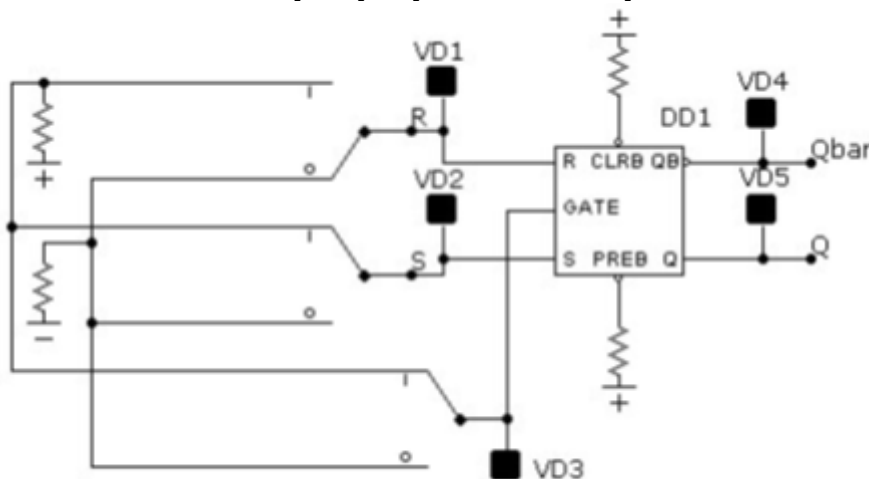 +
VD1
VD4
I
R
DD1
Qbar
R CLRB QB
+
O
VD2
VD5
GATE
I
S
S PREB Q
Q
O
−
I
+
O
VD3